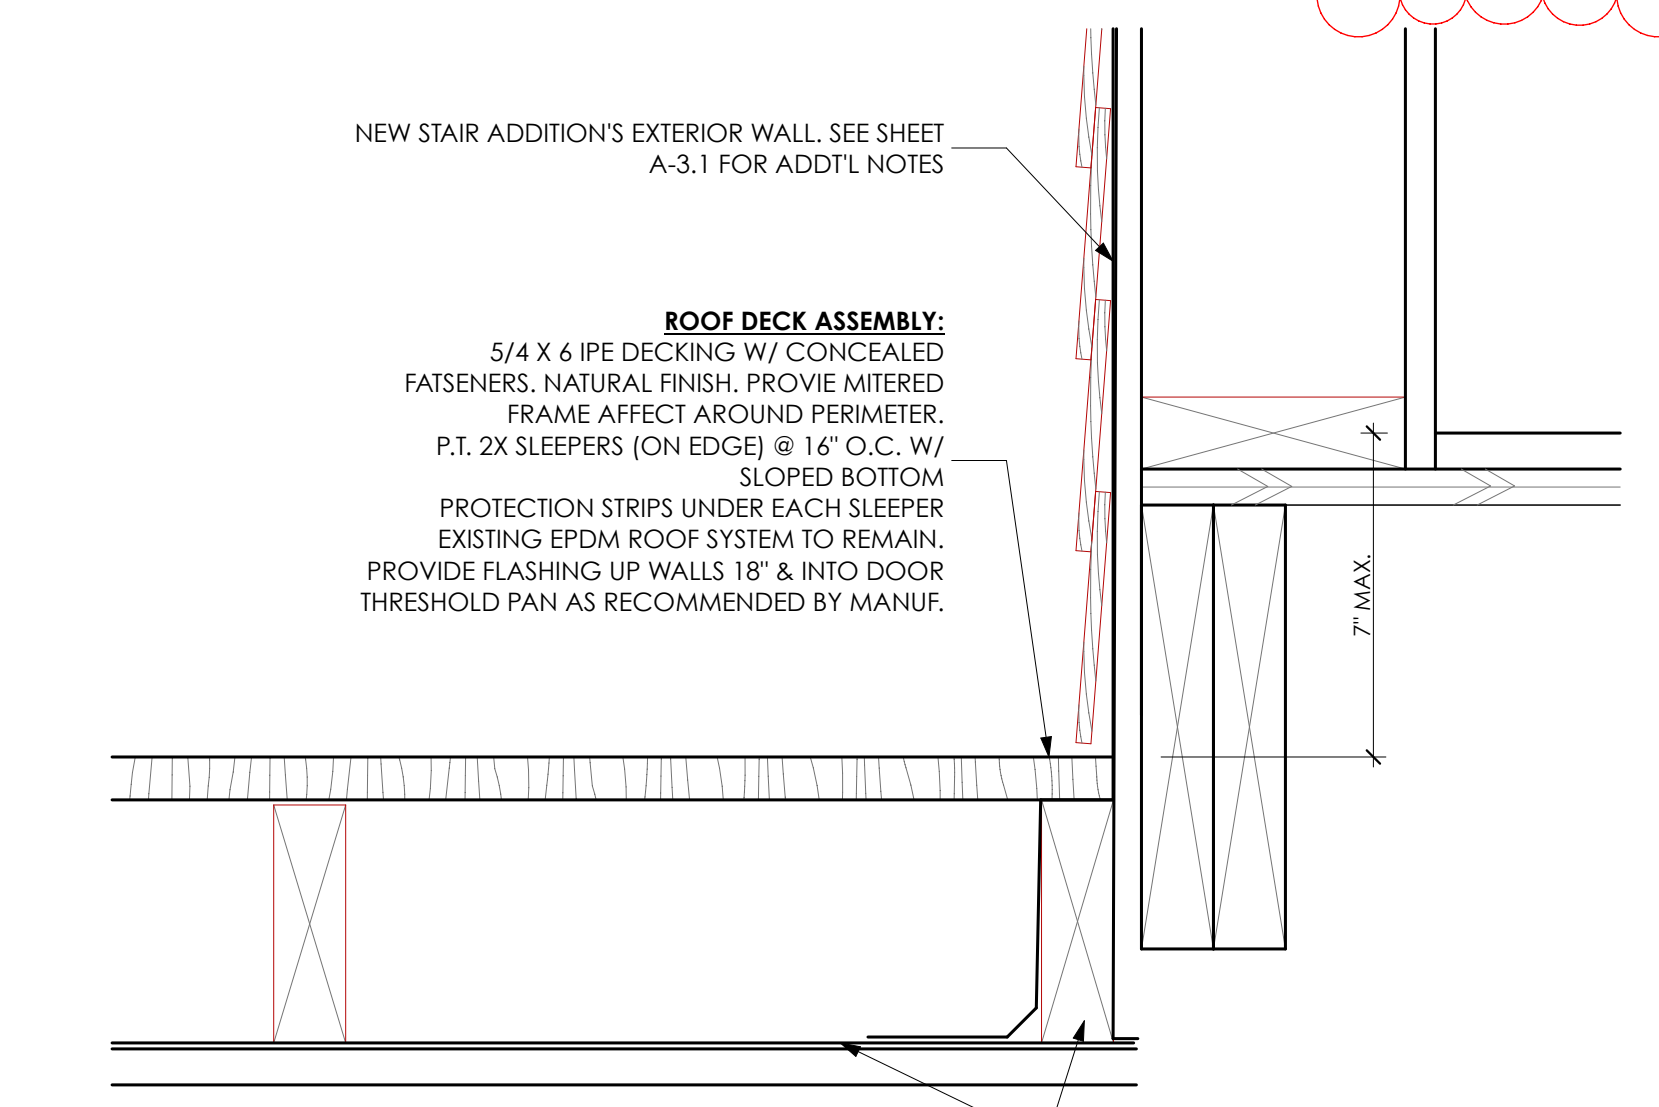 NEW STAIR ADDITION'S EXTERIOR WALL. SEE SHEET
A-3.1 FOR ADDT'L NOTES
ROOF DECK ASSEMBLY:
5/4 X 6 IPE DECKING W/ CONCEALED
FATSENERS. NATURAL FINISH. PROVIE MITERED
FRAME AFFECT AROUND PERIMETER.
P.T. 2X SLEEPERS (ON EDGE) @ 16" O.C. W/
SLOPED BOTTOM
PROTECTION STRIPS UNDER EACH SLEEPER
EXISTING EPDM ROOF SYSTEM TO REMAIN.
PROVIDE FLASHING UP WALLS 18" & INTO DOOR
THRESHOLD PAN AS RECOMMENDED BY MANUF.
7" MAX.